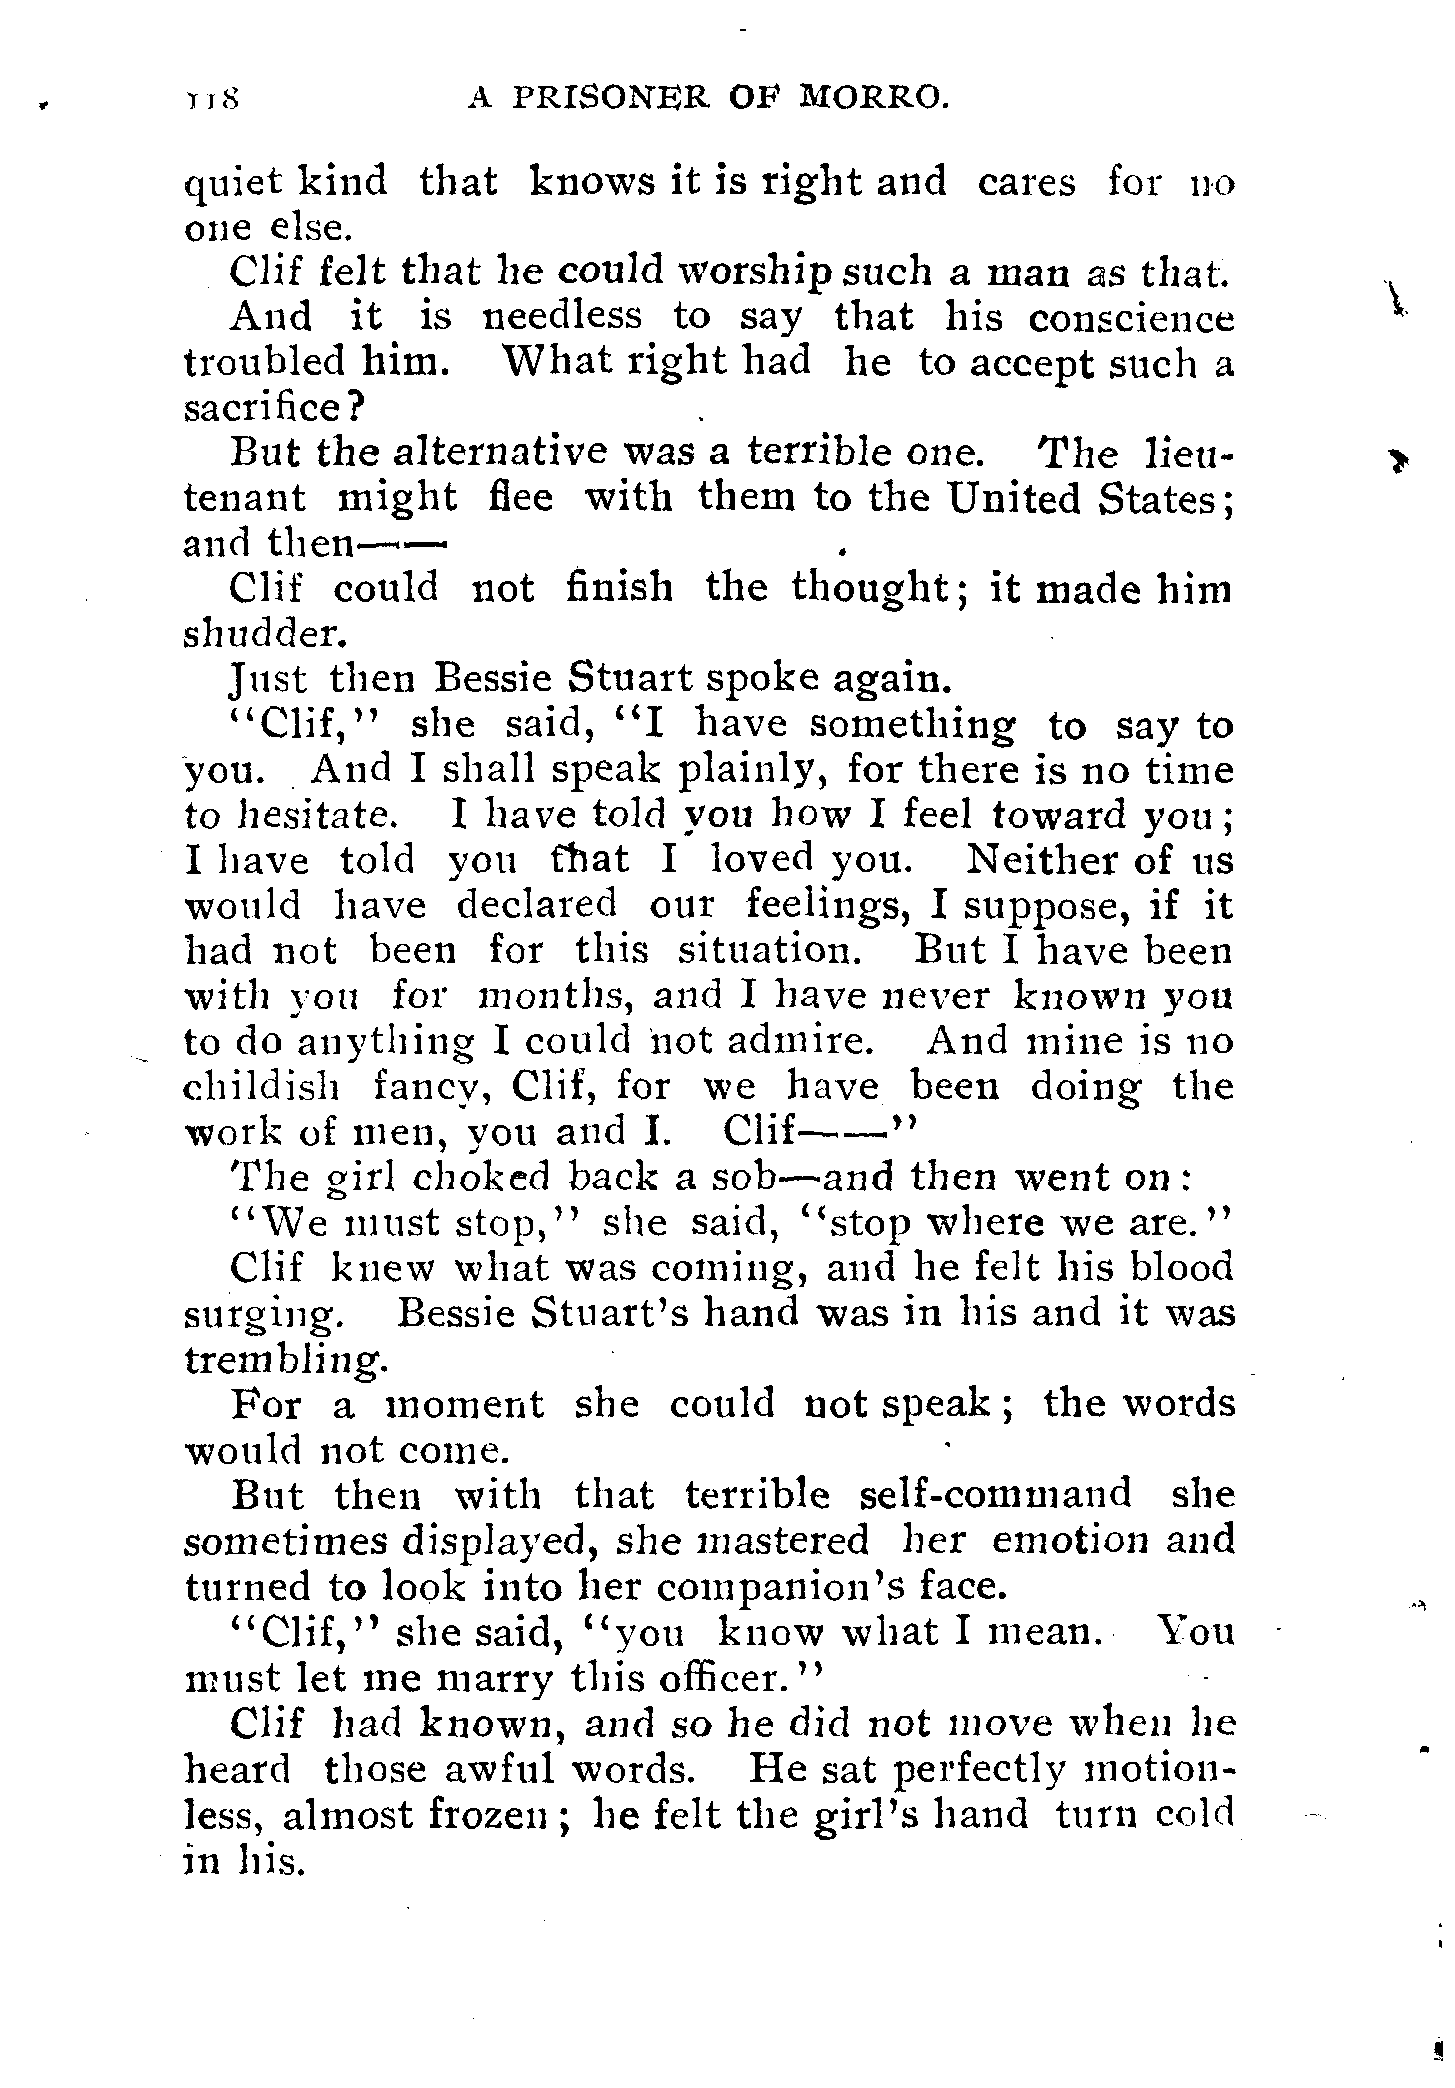 118 A PRISONER OF MORRO.
quiet kind that knows it is right and cares for no
one else.
Clif felt that he could worship such a man as that.
And it is needless to say that his conscience
troubled him. What right had he to accept such a
sacrifice?
But the alternative was a terrible one. The lieu-
tenant might flee with them to the United States;
and then——
Clif could not finish the thought; it made him
shudder.
Just then Bessie Stuart spoke again.
"Clif," she said, "I have something to say to
you. And I shall speak plainly, for there is no time
to hesitate. I have told you how I feel toward you;
I have told you that I loved you. Neither of us
would have declared our feelings, I suppose, if it
had not been for this situation. But I have been
with you for months, and I have never known you
to do anything I could not admire. And mine is no
childish fancy, Clif, for we have been doing the
work of men, you and I. Clif——"
The girl choked back a sob—and then went on:
"We must stop," she said, "stop where we are."
Clif knew what was coming, and he felt his blood
surging. Bessie Stuart's hand was in his and it was
trembling.
For a moment she could not speak; the words
would not come.
But then with that terrible self-command she
sometimes displayed, she mastered her emotion and
turned to look into her companion's face.
"Clif," she said, "you know what I mean. You
must let me marry this officer."
Clif had known, and so he did not move when he
heard those awful words. He sat perfectly motion-
less, almost frozen; he felt the girl's hand turn cold
in his.